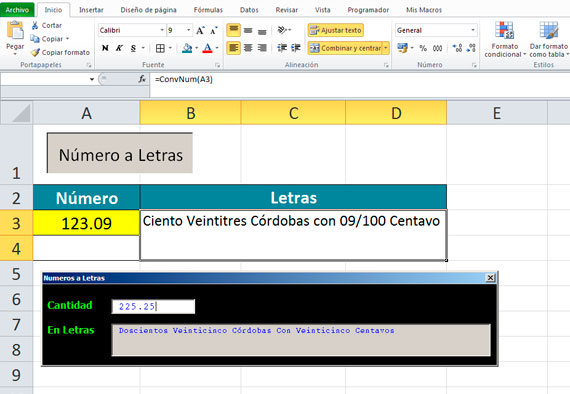 Archivo Inicio Insertar Diseño de página Fórmulas Datos Revisar Vista Programador Mis Macros
Pegar
Cortar
Copiar
Copiar formato
Portapapeles
Calibri 9
N K S
Fuente
Ajustar texto
Combinar y centrar
Alineación
General
% 000
Número
Formato condicional
Dar formato como tabla
Estilos
fx =ConvNum(A3)
A B C D E
1 Número a Letras
2 Número Letras
3 123.09 Ciento Veintitres Córdobas con 09/100 Centavo
4
5
Numeros a Letras
6 Cantidad 225.25
7 En Letras Doscientos Veinticinco Córdobas Con Veinticinco Centavos
8
9